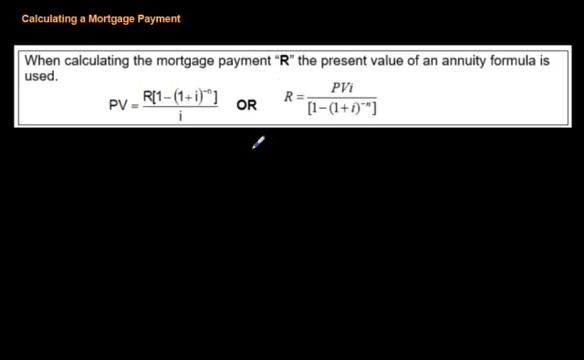 Calculating a Mortgage Payment
When calculating the mortgage payment “R” the present value of an annuity formula is
used.
PV = R[1−(1+i)⁻ⁿ] / i OR R = PVi / [1−(1+i)⁻ⁿ]